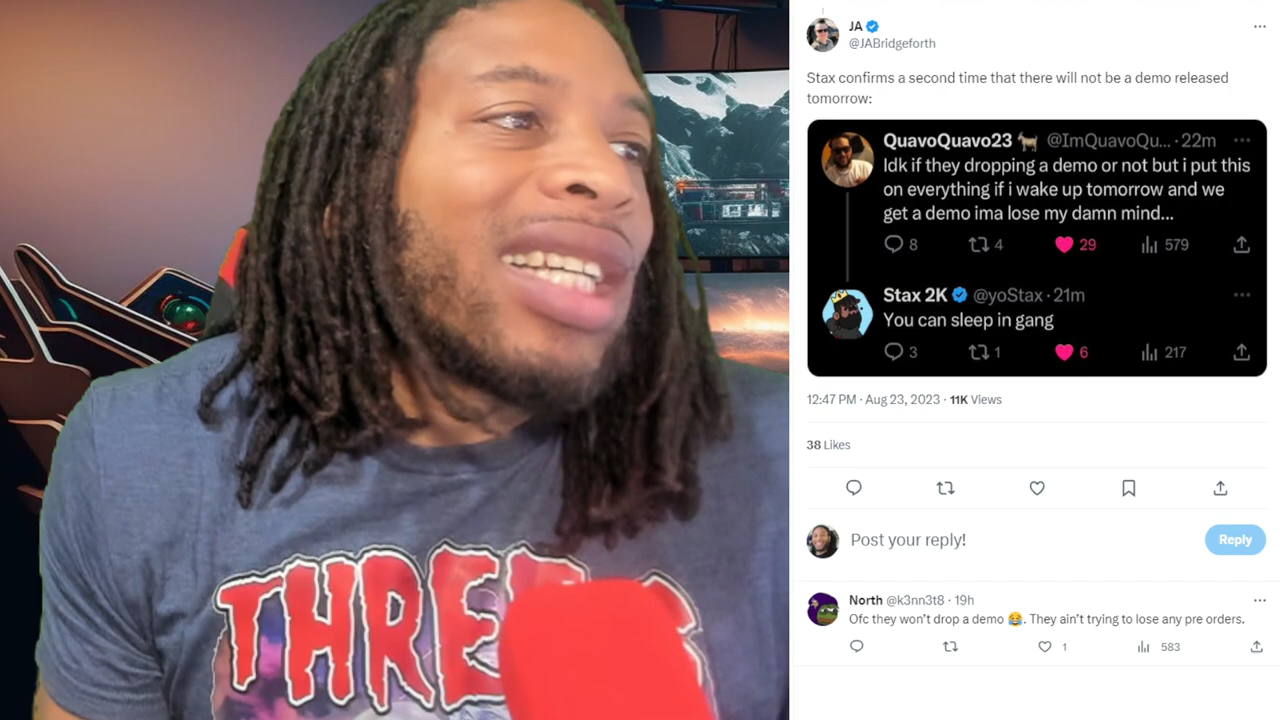 JA
@JABridgeforth
Stax confirms a second time that there will not be a demo released
tomorrow:
QuavoQuavo23 🐐 @ImQuavoQu... · 22m
Idk if they dropping a demo or not but i put this
on everything if i wake up tomorrow and we
get a demo ima lose my damn mind...
8 4 29 579
Stax 2K @yoStax · 21m
You can sleep in gang
3 1 6 217
12:47 PM · Aug 23, 2023 · 11K Views
38 Likes
Post your reply!
Reply
North @k3nn3t8 · 19h
Ofc they won't drop a demo 😂. They ain't trying to lose any pre orders.
1 583
THRE